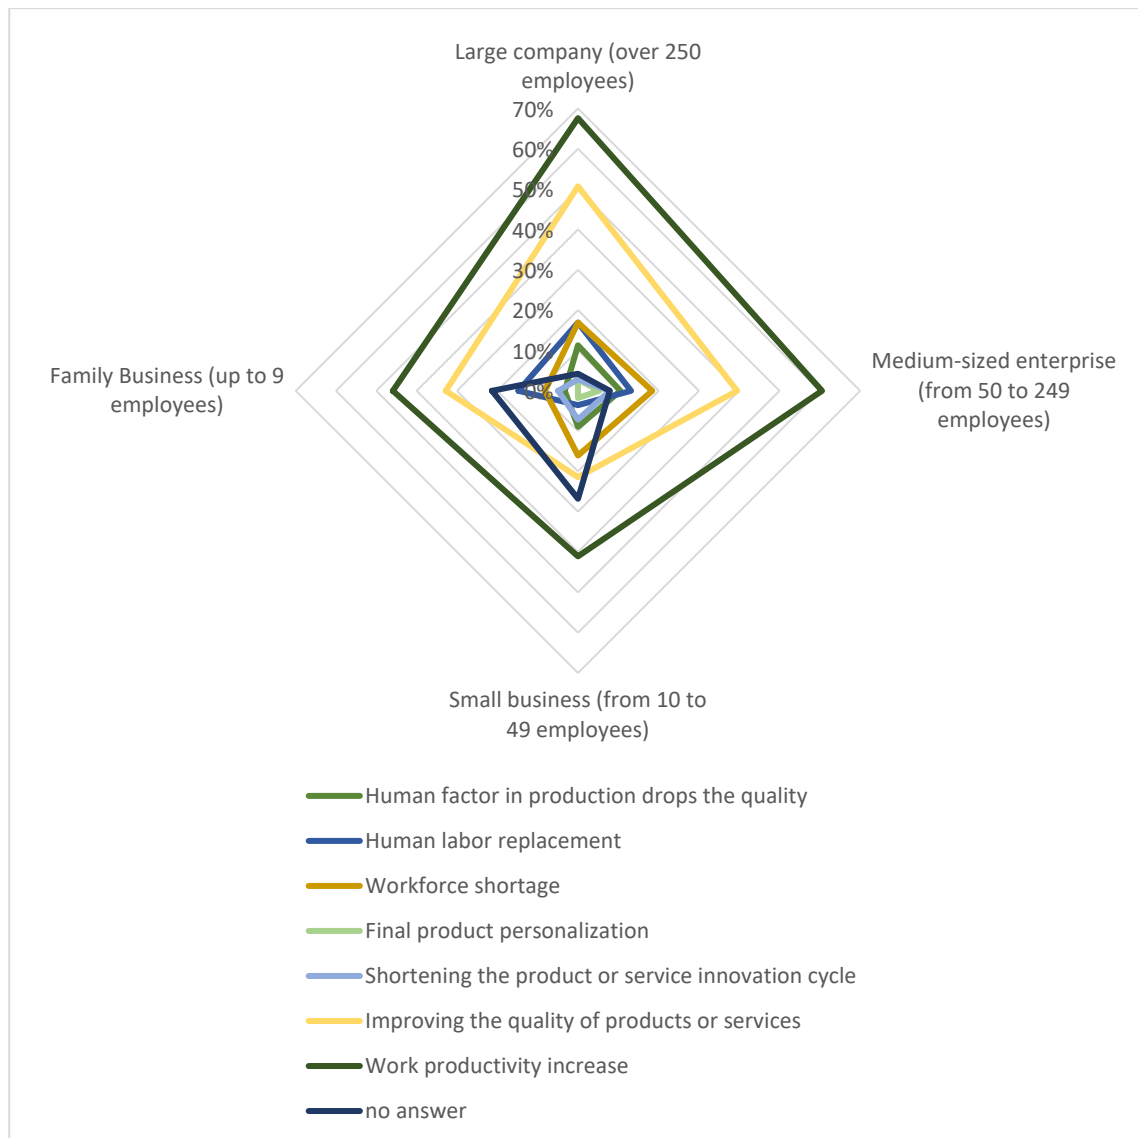 Large company (over 250
employees)
70%
60%
50%
40%
30%
20%
10%
0%
Family Business (up to 9
employees)
Medium-sized enterprise
(from 50 to 249
employees)
Small business (from 10 to
49 employees)
Human factor in production drops the quality
Human labor replacement
Workforce shortage
Final product personalization
Shortening the product or service innovation cycle
Improving the quality of products or services
Work productivity increase
no answer